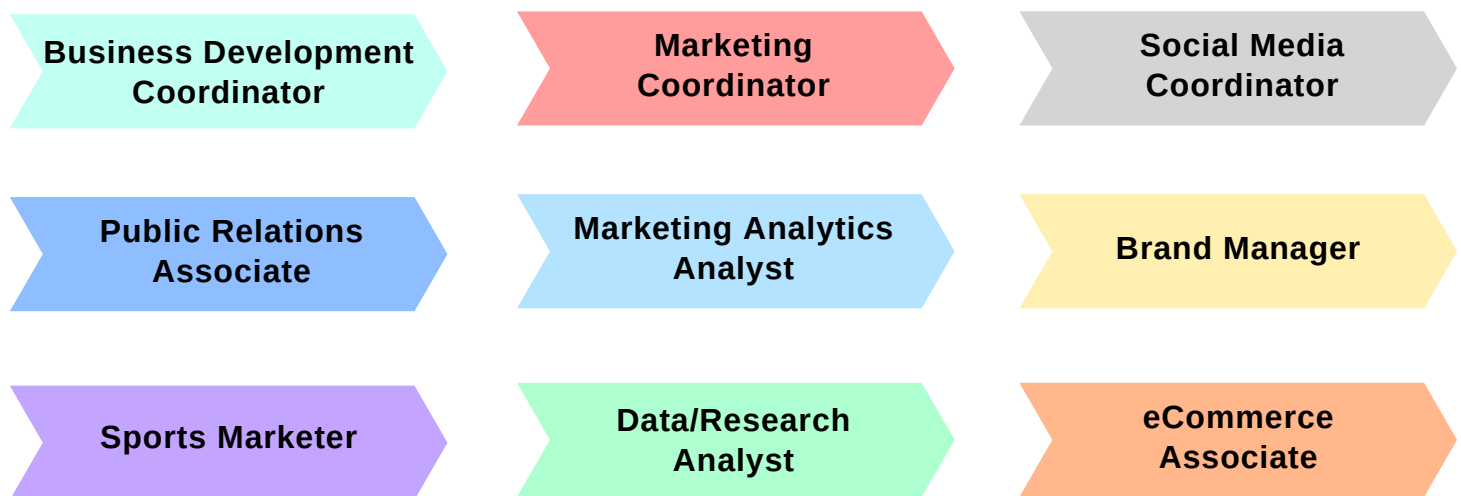 Business Development
Coordinator
Marketing
Coordinator
Social Media
Coordinator
Public Relations
Associate
Marketing Analytics
Analyst
Brand Manager
Sports Marketer
Data/Research
Analyst
eCommerce
Associate